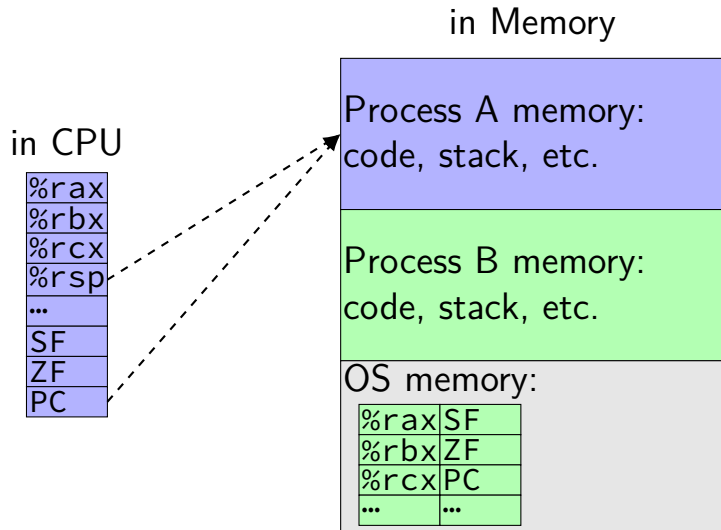 in Memory
Process A memory:
code, stack, etc.
in CPU
%rax
%rbx
%rcx
%rsp
…
SF
ZF
PC
Process B memory:
code, stack, etc.
OS memory:
%rax SF
%rbx ZF
%rcx PC
… …